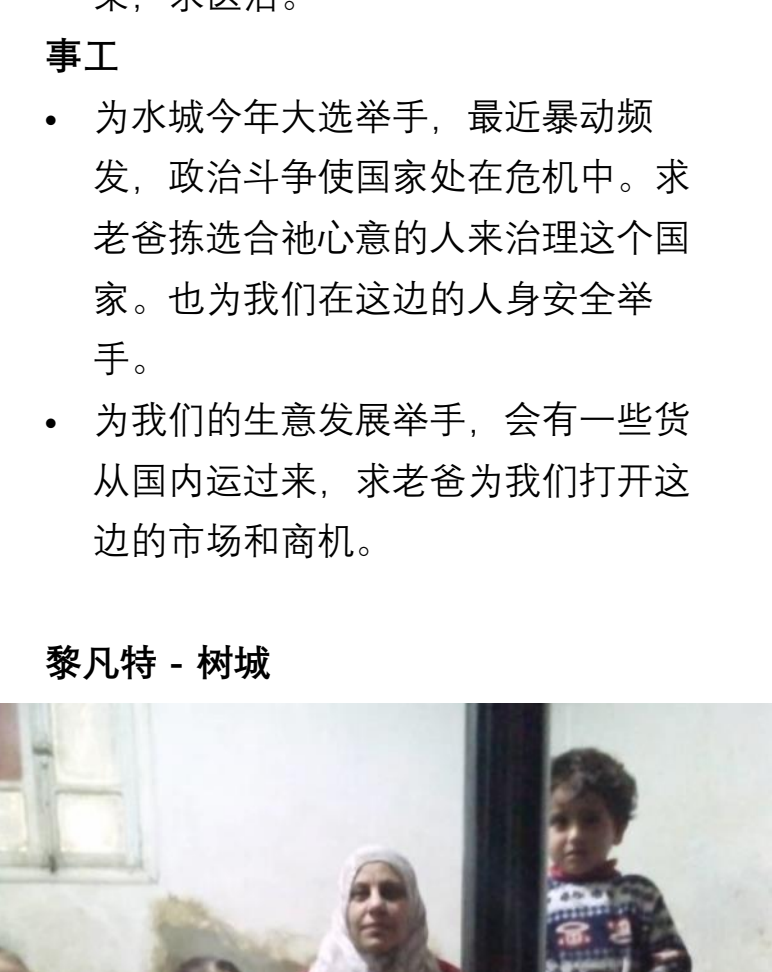 来，求医治。
事工
• 为水城今年大选举手，最近暴动频
发，政治斗争使国家处在危机中。求
老爸拣选合祂心意的人来治理这个国
家。也为我们在这边的人身安全举
手。
• 为我们的生意发展举手，会有一些货
从国内运过来，求老爸为我们打开这
边的市场和商机。
黎凡特 - 树城